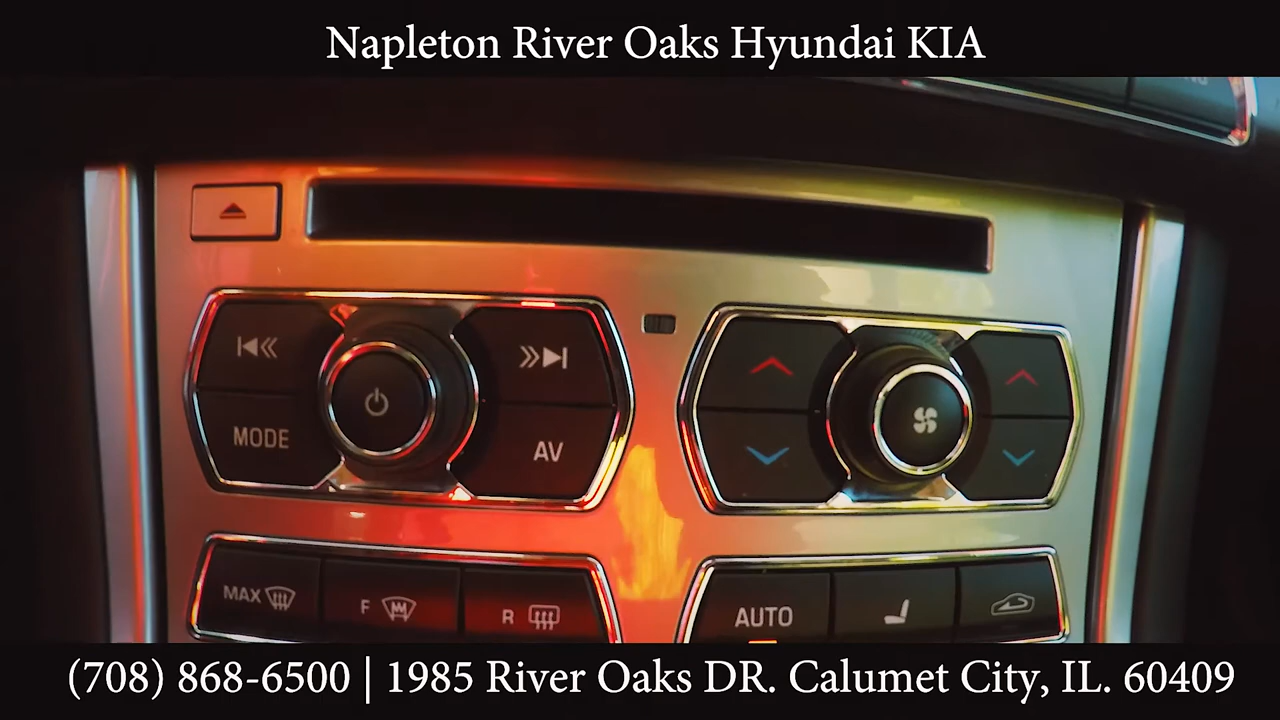 Napleton River Oaks Hyundai KIA
MODE
AV
MAX
F
R
AUTO
(708) 868-6500 | 1985 River Oaks DR. Calumet City, IL. 60409